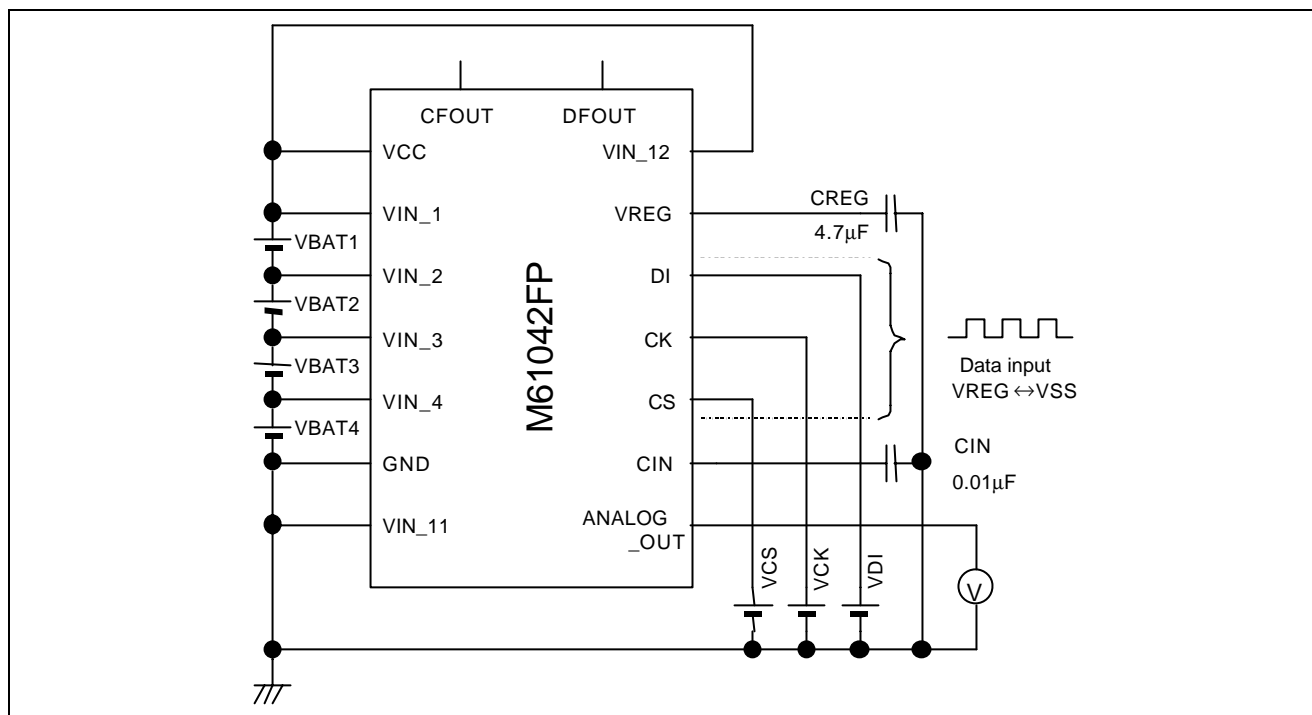 CFOUT DFOUT
VCC VIN_12
VIN_1 VREG CREG
4.7µF
VBAT1
VIN_2 DI
VBAT2
VIN_3 CK
VBAT3
VIN_4 CS
VBAT4
GND CIN
VIN_11 ANALOG
_OUT
M61042FP
Data input
VREG↔VSS
CIN
0.01µF
VCS VCK VDI
V